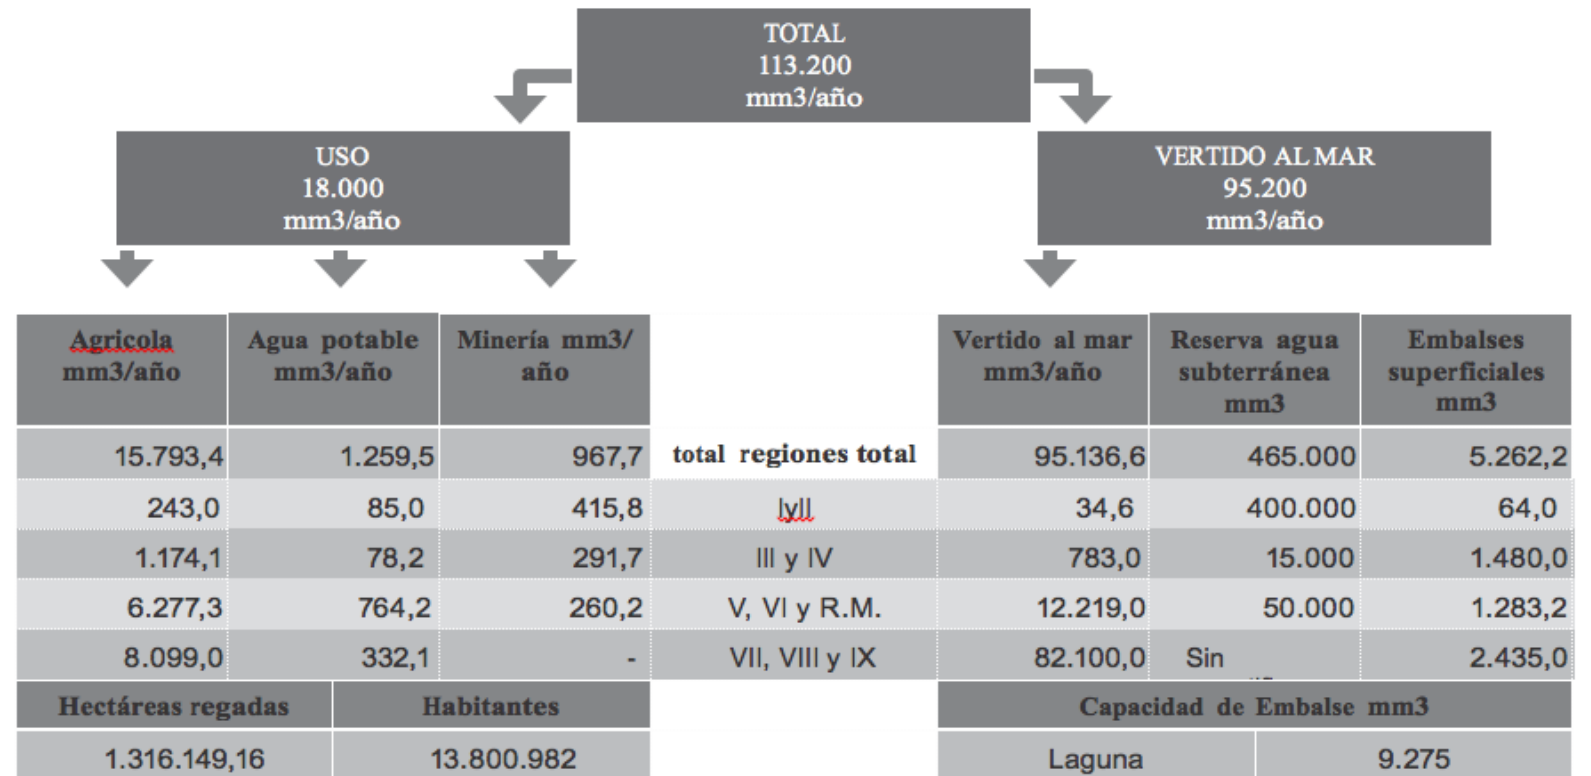 TOTAL
113.200
mm3/año
USO
18.000
mm3/año
VERTIDO AL MAR
95.200
mm3/año
Agricola mm3/año
Agua potable mm3/año
Minería mm3/ año
Vertido al mar mm3/año
Reserva agua subterránea mm3
Embalses superficiales mm3
15.793,4 1.259,5 967,7 total regiones total 95.136,6 465.000 5.262,2
243,0 85,0 415,8 IyII 34,6 400.000 64,0
1.174,1 78,2 291,7 III y IV 783,0 15.000 1.480,0
6.277,3 764,2 260,2 V, VI y R.M. 12.219,0 50.000 1.283,2
8.099,0 332,1 - VII, VIII y IX 82.100,0 Sin 2.435,0
Hectáreas regadas Habitantes Capacidad de Embalse mm3
1.316.149,16 13.800.982 Laguna 9.275